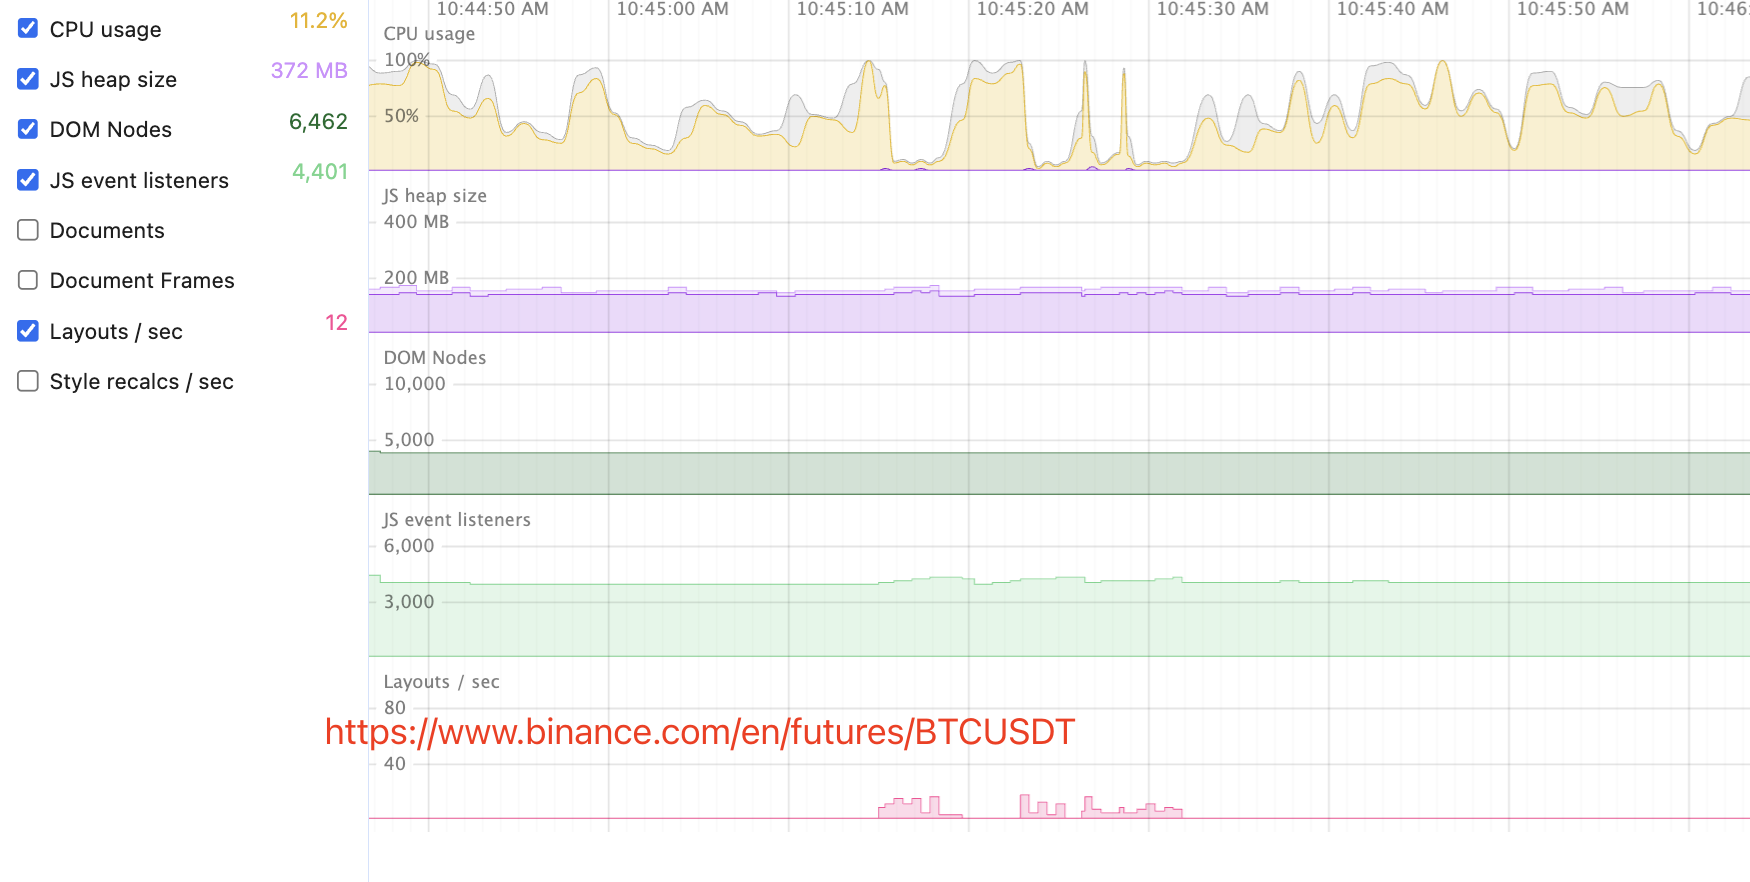 10:44:50 AM 10:45:00 AM 10:45:10 AM 10:45:20 AM 10:45:30 AM 10:45:40 AM 10:45:50 AM 10:46:
CPU usage 11.2%
JS heap size 372 MB
DOM Nodes 6,462
JS event listeners 4,401
Documents
Document Frames
Layouts / sec 12
Style recalcs / sec
CPU usage
100%
50%
JS heap size
400 MB
200 MB
DOM Nodes
10,000
5,000
JS event listeners
6,000
3,000
Layouts / sec
80
https://www.binance.com/en/futures/BTCUSDT
40